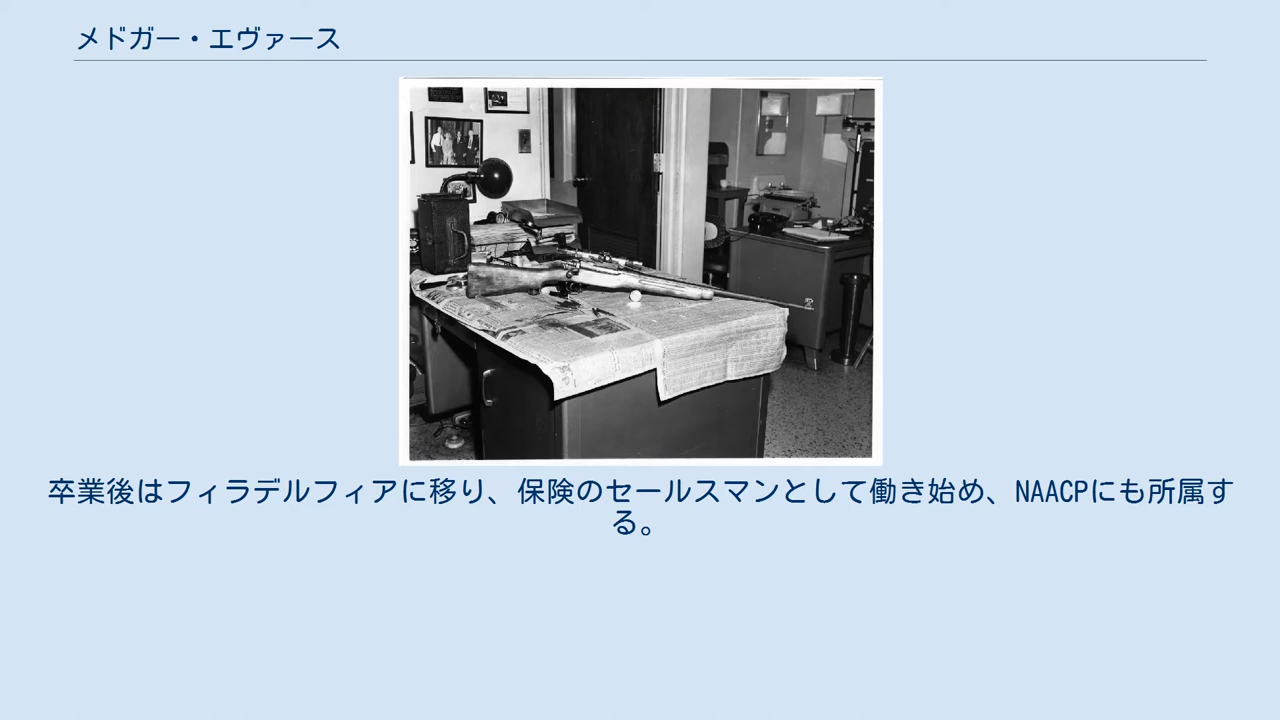 メドガー・エヴァース
卒業後はフィラデルフィアに移り、保険のセールスマンとして働き始め、NAACPにも所属す
る。